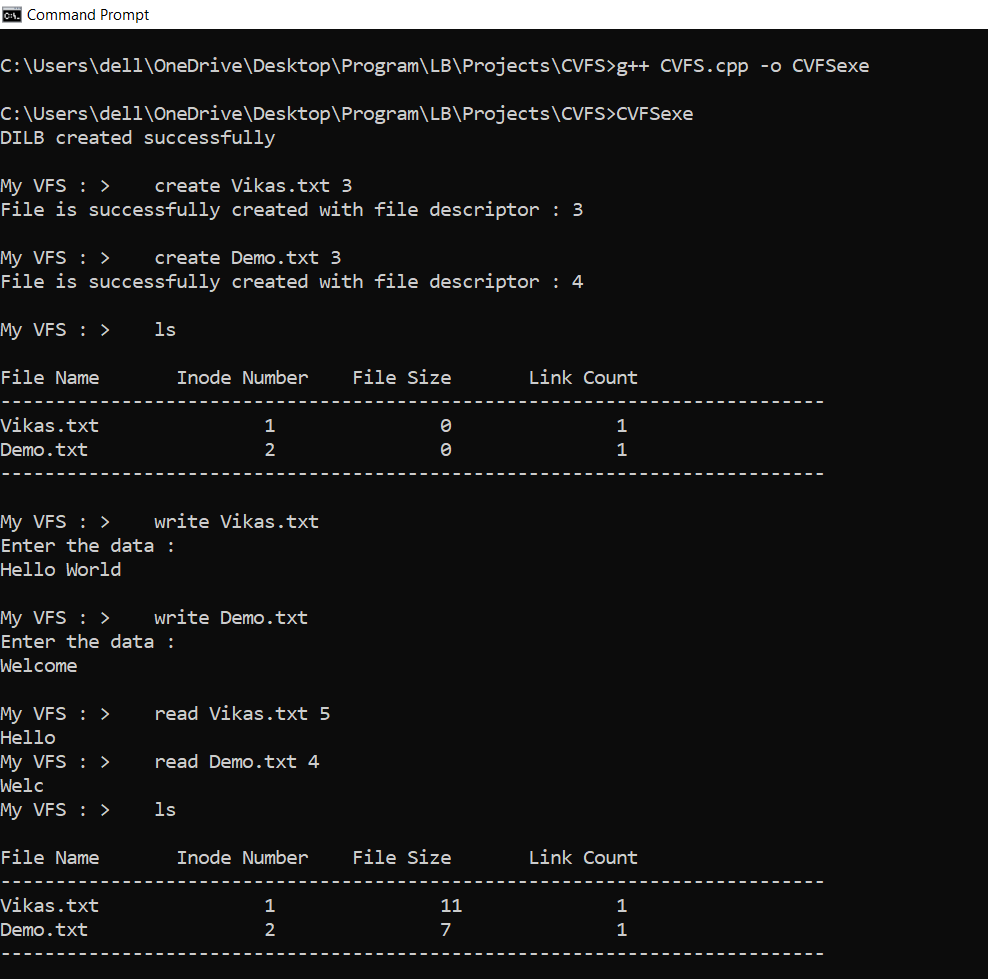 Command Prompt
C:\Users\dell\OneDrive\Desktop\Program\LB\Projects\CVFS>g++ CVFS.cpp -o CVFSexe
C:\Users\dell\OneDrive\Desktop\Program\LB\Projects\CVFS>CVFSexe
DILB created successfully
My VFS : >    create Vikas.txt 3
File is successfully created with file descriptor : 3
My VFS : >    create Demo.txt 3
File is successfully created with file descriptor : 4
My VFS : >    ls
File Name       Inode Number    File Size       Link Count
---------------------------------------------------------------------------
Vikas.txt               1               0               1
Demo.txt                2               0               1
---------------------------------------------------------------------------
My VFS : >    write Vikas.txt
Enter the data :
Hello World
My VFS : >    write Demo.txt
Enter the data :
Welcome
My VFS : >    read Vikas.txt 5
Hello
My VFS : >    read Demo.txt 4
Welc
My VFS : >    ls
File Name       Inode Number    File Size       Link Count
---------------------------------------------------------------------------
Vikas.txt               1               11              1
Demo.txt                2               7               1
---------------------------------------------------------------------------